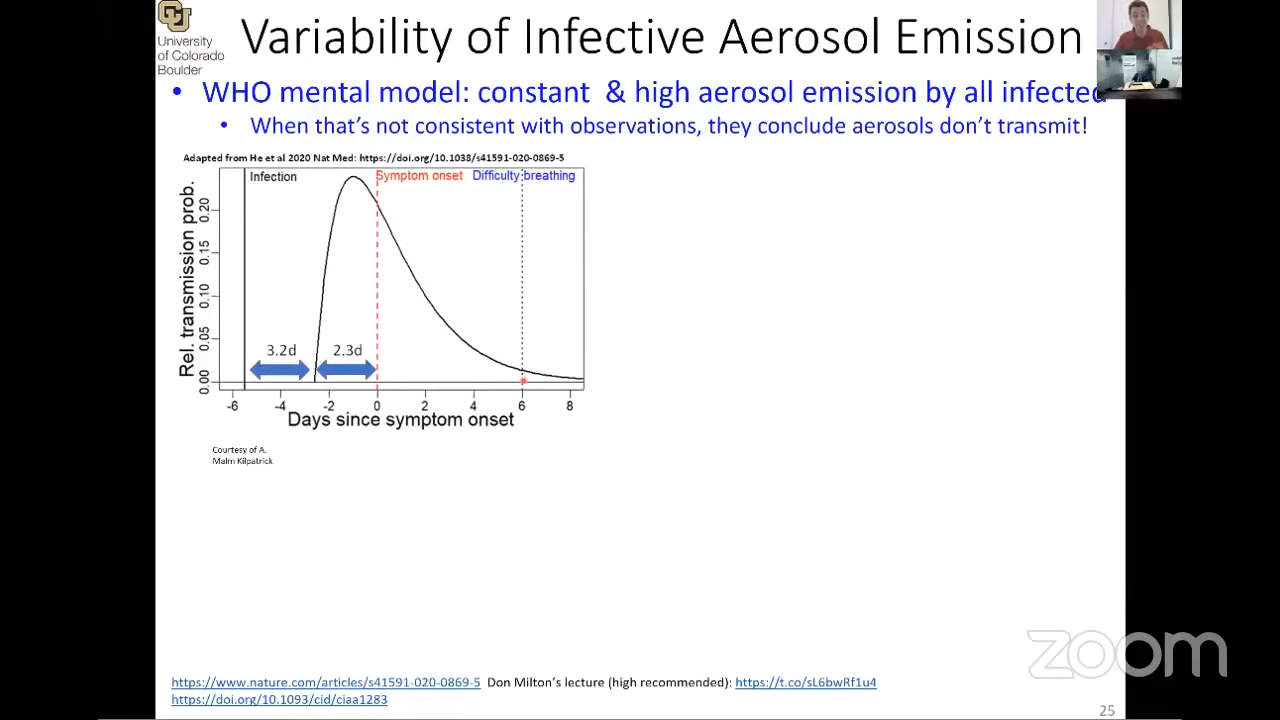 University
of Colorado
Boulder
Variability of Infective Aerosol Emission
• WHO mental model: constant & high aerosol emission by all infected
• When that's not consistent with observations, they conclude aerosols don't transmit!
Adapted from He et al 2020 Nat Med: https://doi.org/10.1038/s41591-020-0869-5
Infection
Symptom onset
Difficulty breathing
Rel. transmission prob.
0.20
0.15
0.10
0.05
0.00
3.2d
2.3d
-6 -4 -2 0 2 4 6 8
Days since symptom onset
Courtesy of A.
Malm Kilpatrick
https://www.nature.com/articles/s41591-020-0869-5 Don Milton's lecture (high recommended): https://t.co/sL6bwRf1u4
https://doi.org/10.1093/cid/ciaa1283
zoom
25